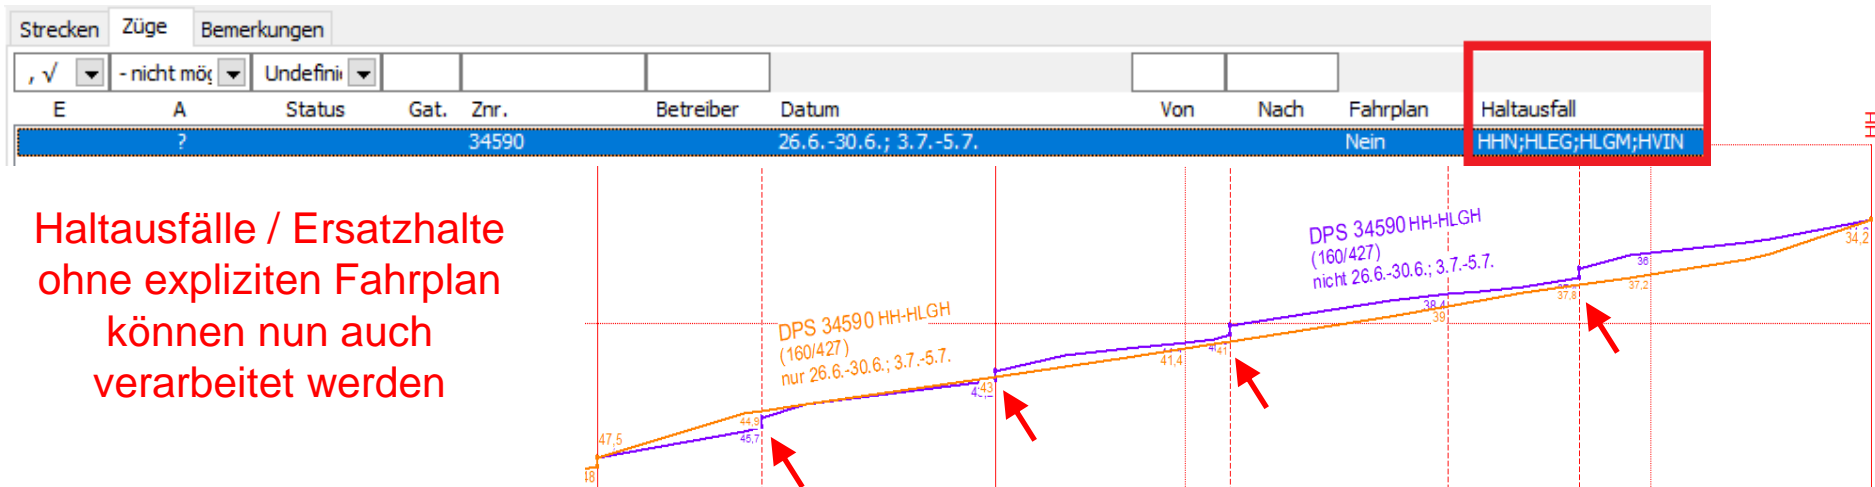 Strecken Züge Bemerkungen
, √ - nicht mög Undefini
E A Status Gat. Znr. Betreiber Datum Von Nach Fahrplan Haltausfall
? 34590 26.6.-30.6.; 3.7.-5.7. Nein HHN;HLEG;HLGM;HVIN
HH
Haltausfälle / Ersatzhalte
ohne expliziten Fahrplan
können nun auch
verarbeitet werden
DPS 34590 HH-HLGH
(160/427)
nicht 26.6.-30.6.; 3.7.-5.7.
DPS 34590 HH-HLGH
(160/427)
nur 26.6.-30.6.; 3.7.-5.7.
34,2
36
37,2
37,8
38,4
39
41
41,4
43
44,9
45,7
47,5
48